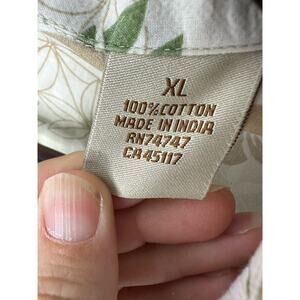 XL
100% COTTON
MADE IN INDIA
RN74747
CA45117